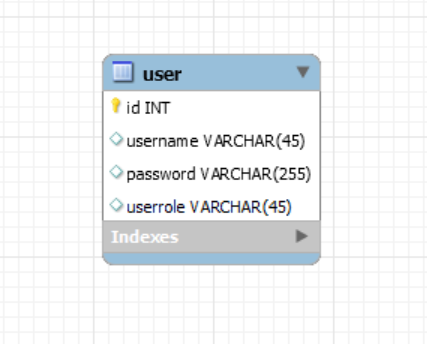 user
id INT
username VARCHAR(45)
password VARCHAR(255)
userrole VARCHAR(45)
Indexes